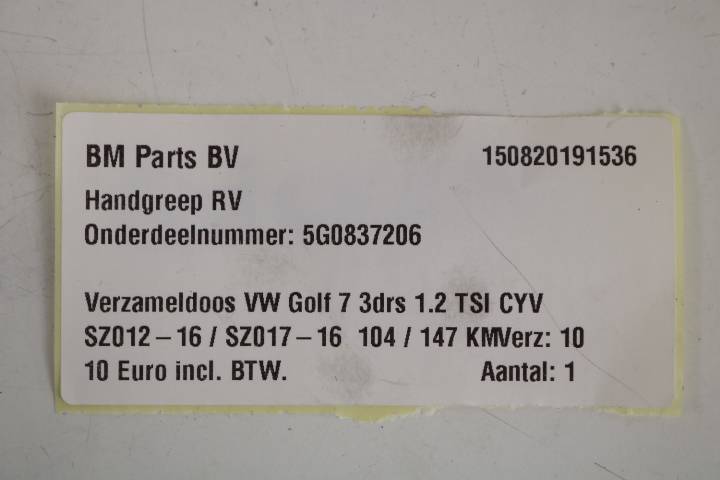 BM Parts BV 150820191536
Handgreep RV
Onderdeelnummer: 5G0837206
Verzameldoos VW Golf 7 3drs 1.2 TSI CYV
SZ012-16 / SZ017-16 104 / 147 KMVerz: 10
10 Euro incl. BTW. Aantal: 1